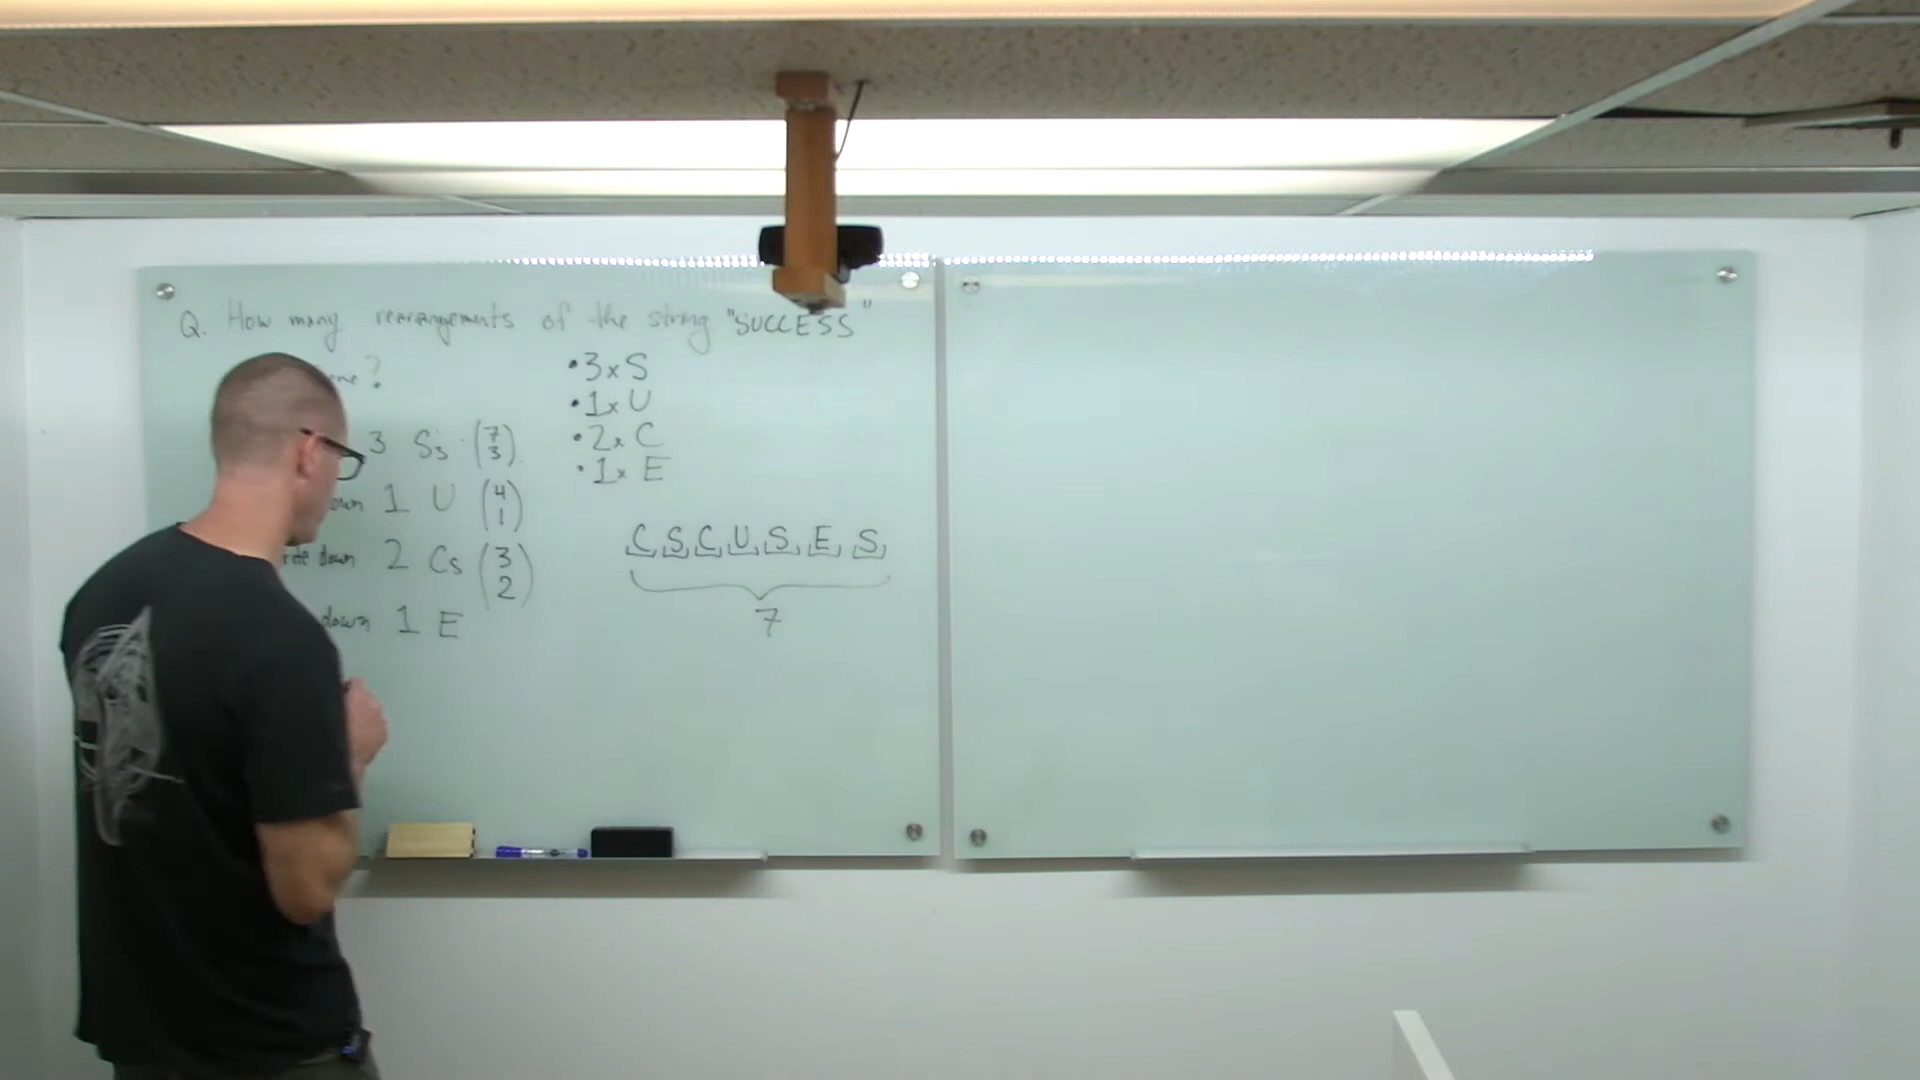 Q. How many rearrangements of the string "SUCCESS"
?
3 Ss (7 3)
1 U (4 1)
down 2 Cs (3 2)
down 1 E
• 3 x S
• 1 x U
• 2 x C
• 1 x E
C S C U S E S
7